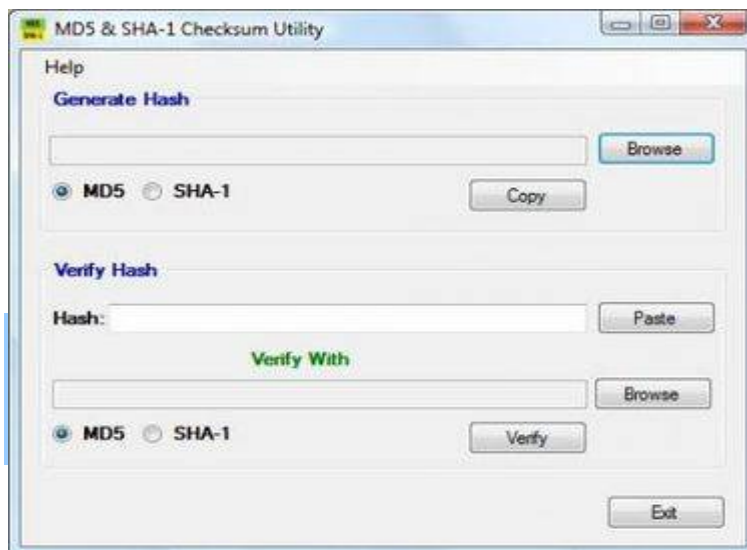 MD5 & SHA-1 Checksum Utility
Help
Generate Hash
Browse
MD5 SHA-1 Copy
Verify Hash
Hash: Paste
Verify With
Browse
MD5 SHA-1 Verify
Exit